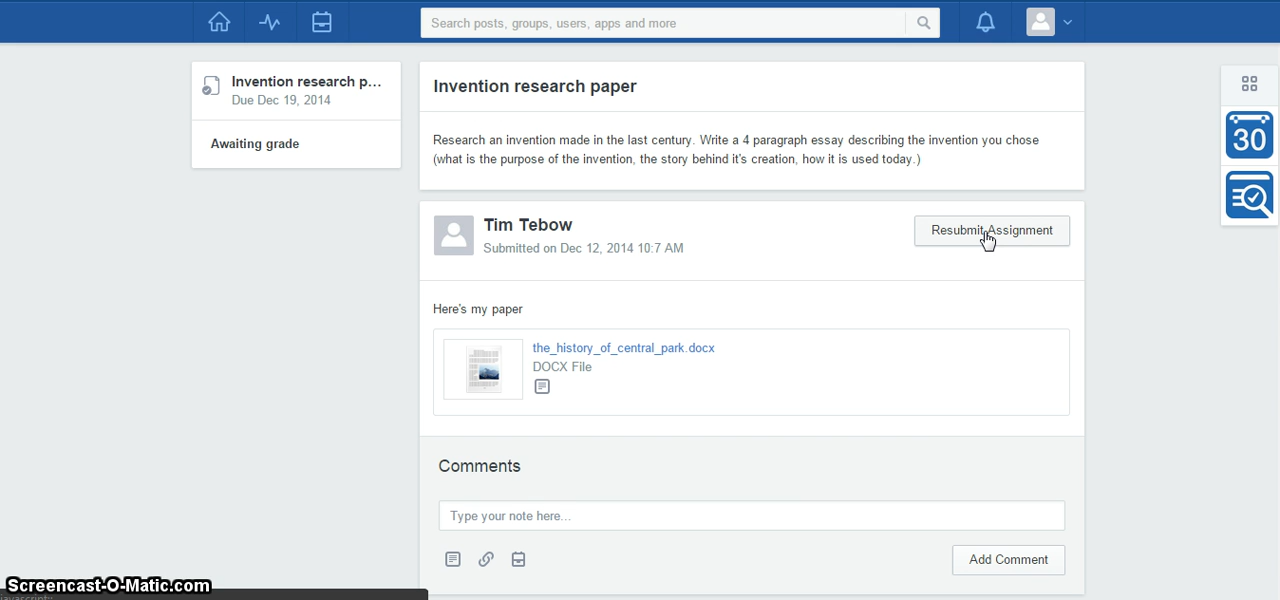 Search posts, groups, users, apps and more
Invention research p...
Due Dec 19, 2014
Awaiting grade
Invention research paper
Research an invention made in the last century. Write a 4 paragraph essay describing the invention you chose
(what is the purpose of the invention, the story behind it's creation, how it is used today.)
30
Tim Tebow
Submitted on Dec 12, 2014 10:7 AM
Resubmit Assignment
Here's my paper
the_history_of_central_park.docx
DOCX File
Comments
Type your note here...
Add Comment
Screencast-O-Matic.com